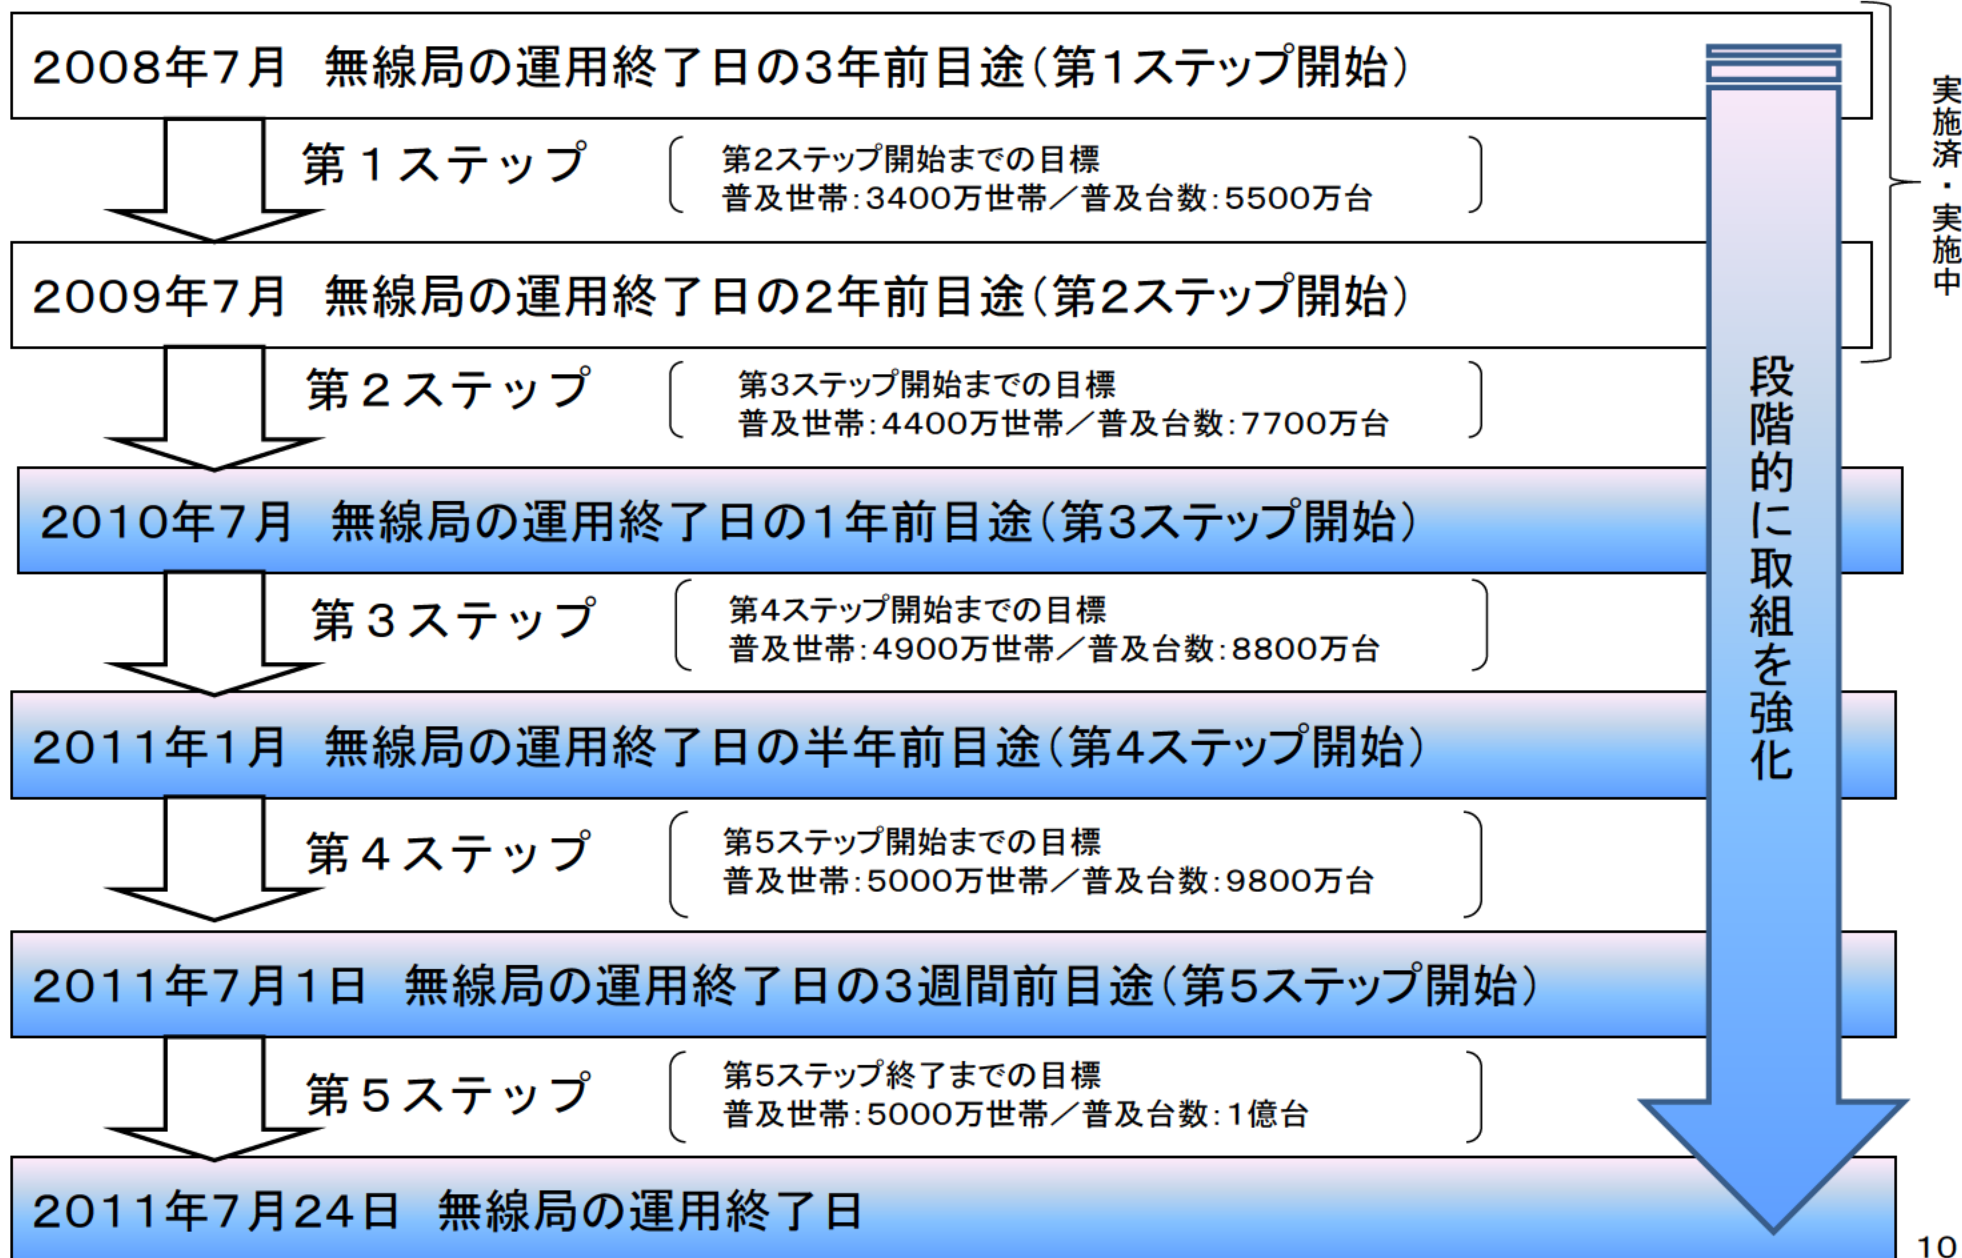 2008年7月　無線局の運用終了日の3年前目途(第1ステップ開始)
第1ステップ
第2ステップ開始までの目標
普及世帯:3400万世帯／普及台数:5500万台
2009年7月　無線局の運用終了日の2年前目途(第2ステップ開始)
実施済・実施中
第2ステップ
第3ステップ開始までの目標
普及世帯:4400万世帯／普及台数:7700万台
2010年7月　無線局の運用終了日の1年前目途(第3ステップ開始)
第3ステップ
第4ステップ開始までの目標
普及世帯:4900万世帯／普及台数:8800万台
2011年1月　無線局の運用終了日の半年前目途(第4ステップ開始)
第4ステップ
第5ステップ開始までの目標
普及世帯:5000万世帯／普及台数:9800万台
2011年7月1日　無線局の運用終了日の3週間前目途(第5ステップ開始)
第5ステップ
第5ステップ終了までの目標
普及世帯:5000万世帯／普及台数:1億台
2011年7月24日　無線局の運用終了日
段階的に取組を強化
10